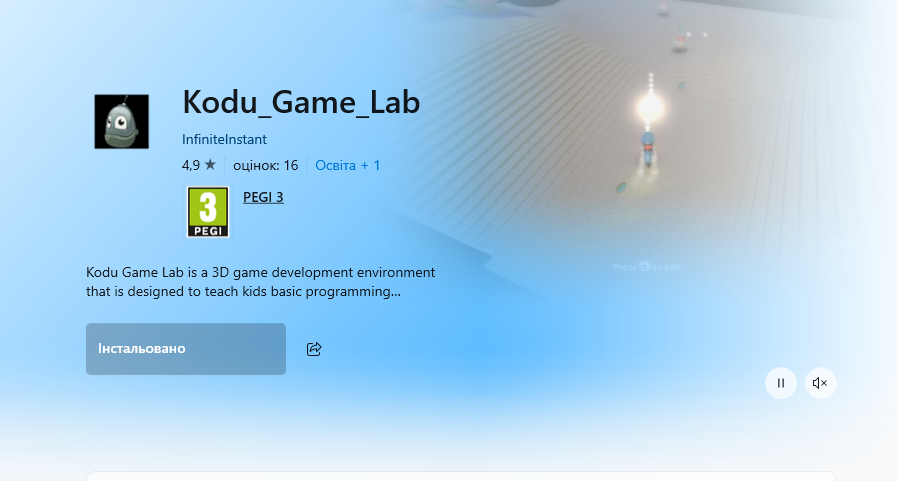 Kodu_Game_Lab
InfiniteInstant
4,9 ★ оцінок: 16 Освіта + 1
3
PEGI
PEGI 3
Kodu Game Lab is a 3D game development environment
that is designed to teach kids basic programming...
Інстальовано
Press to edit